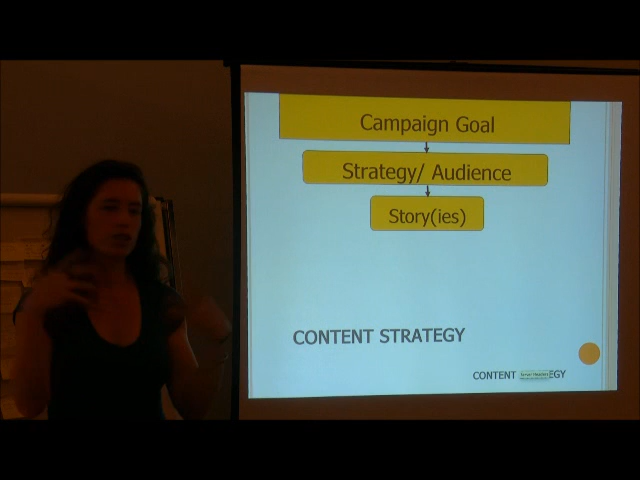 Campaign Goal
Strategy/ Audience
Story(ies)
CONTENT STRATEGY
CONTENT EGY